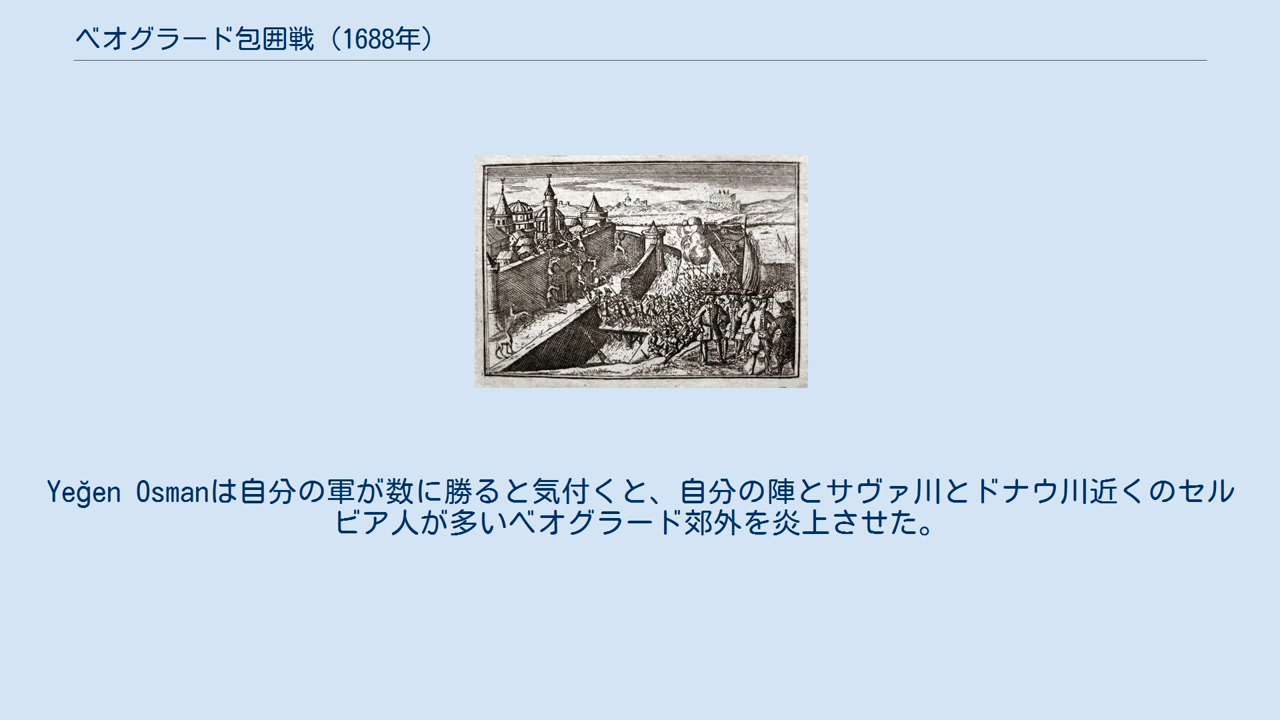 ベオグラード包囲戦（1688年）
Yeğen Osmanは自分の軍が数に勝ると気付くと、自分の陣とサヴァ川とドナウ川近くのセル
ビア人が多いベオグラード郊外を炎上させた。